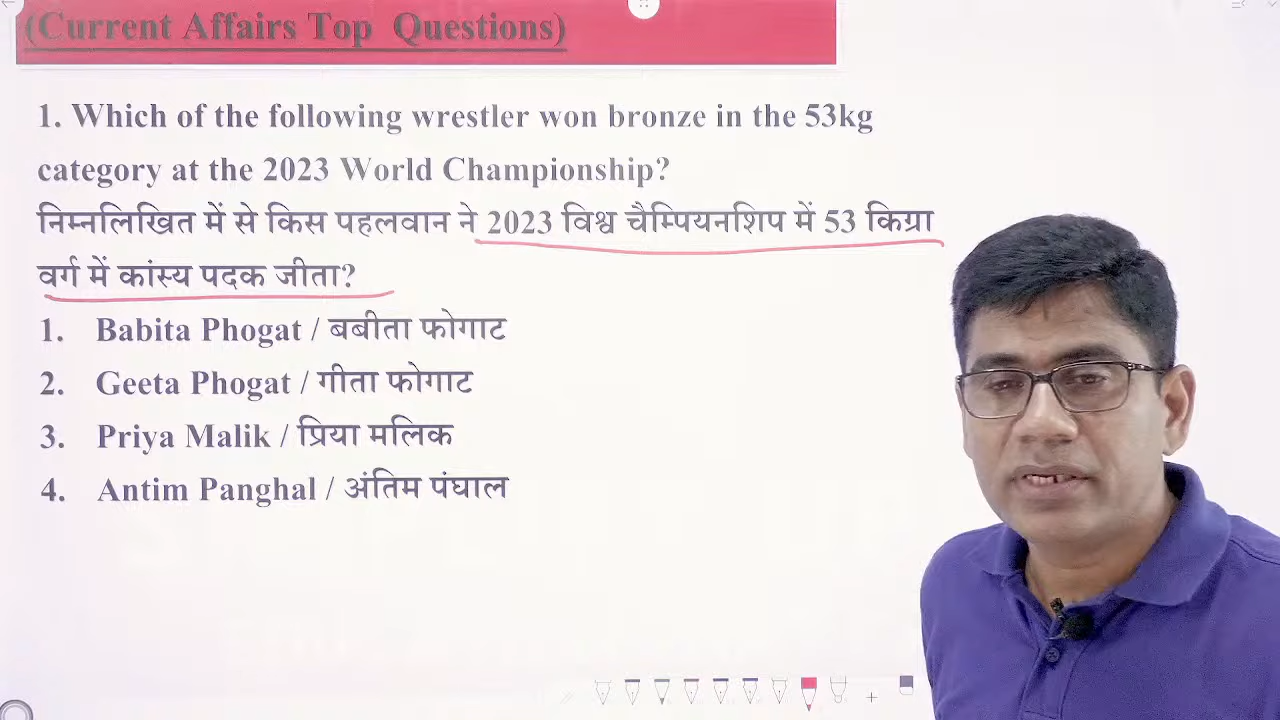 (Current Affairs Top Questions)
1. Which of the following wrestler won bronze in the 53kg
category at the 2023 World Championship?
निम्नलिखित में से किस पहलवान ने 2023 विश्व चैम्पियनशिप में 53 किग्रा
वर्ग में कांस्य पदक जीता?
1. Babita Phogat / बबीता फोगाट
2. Geeta Phogat / गीता फोगाट
3. Priya Malik / प्रिया मलिक
4. Antim Panghal / अंतिम पंघाल